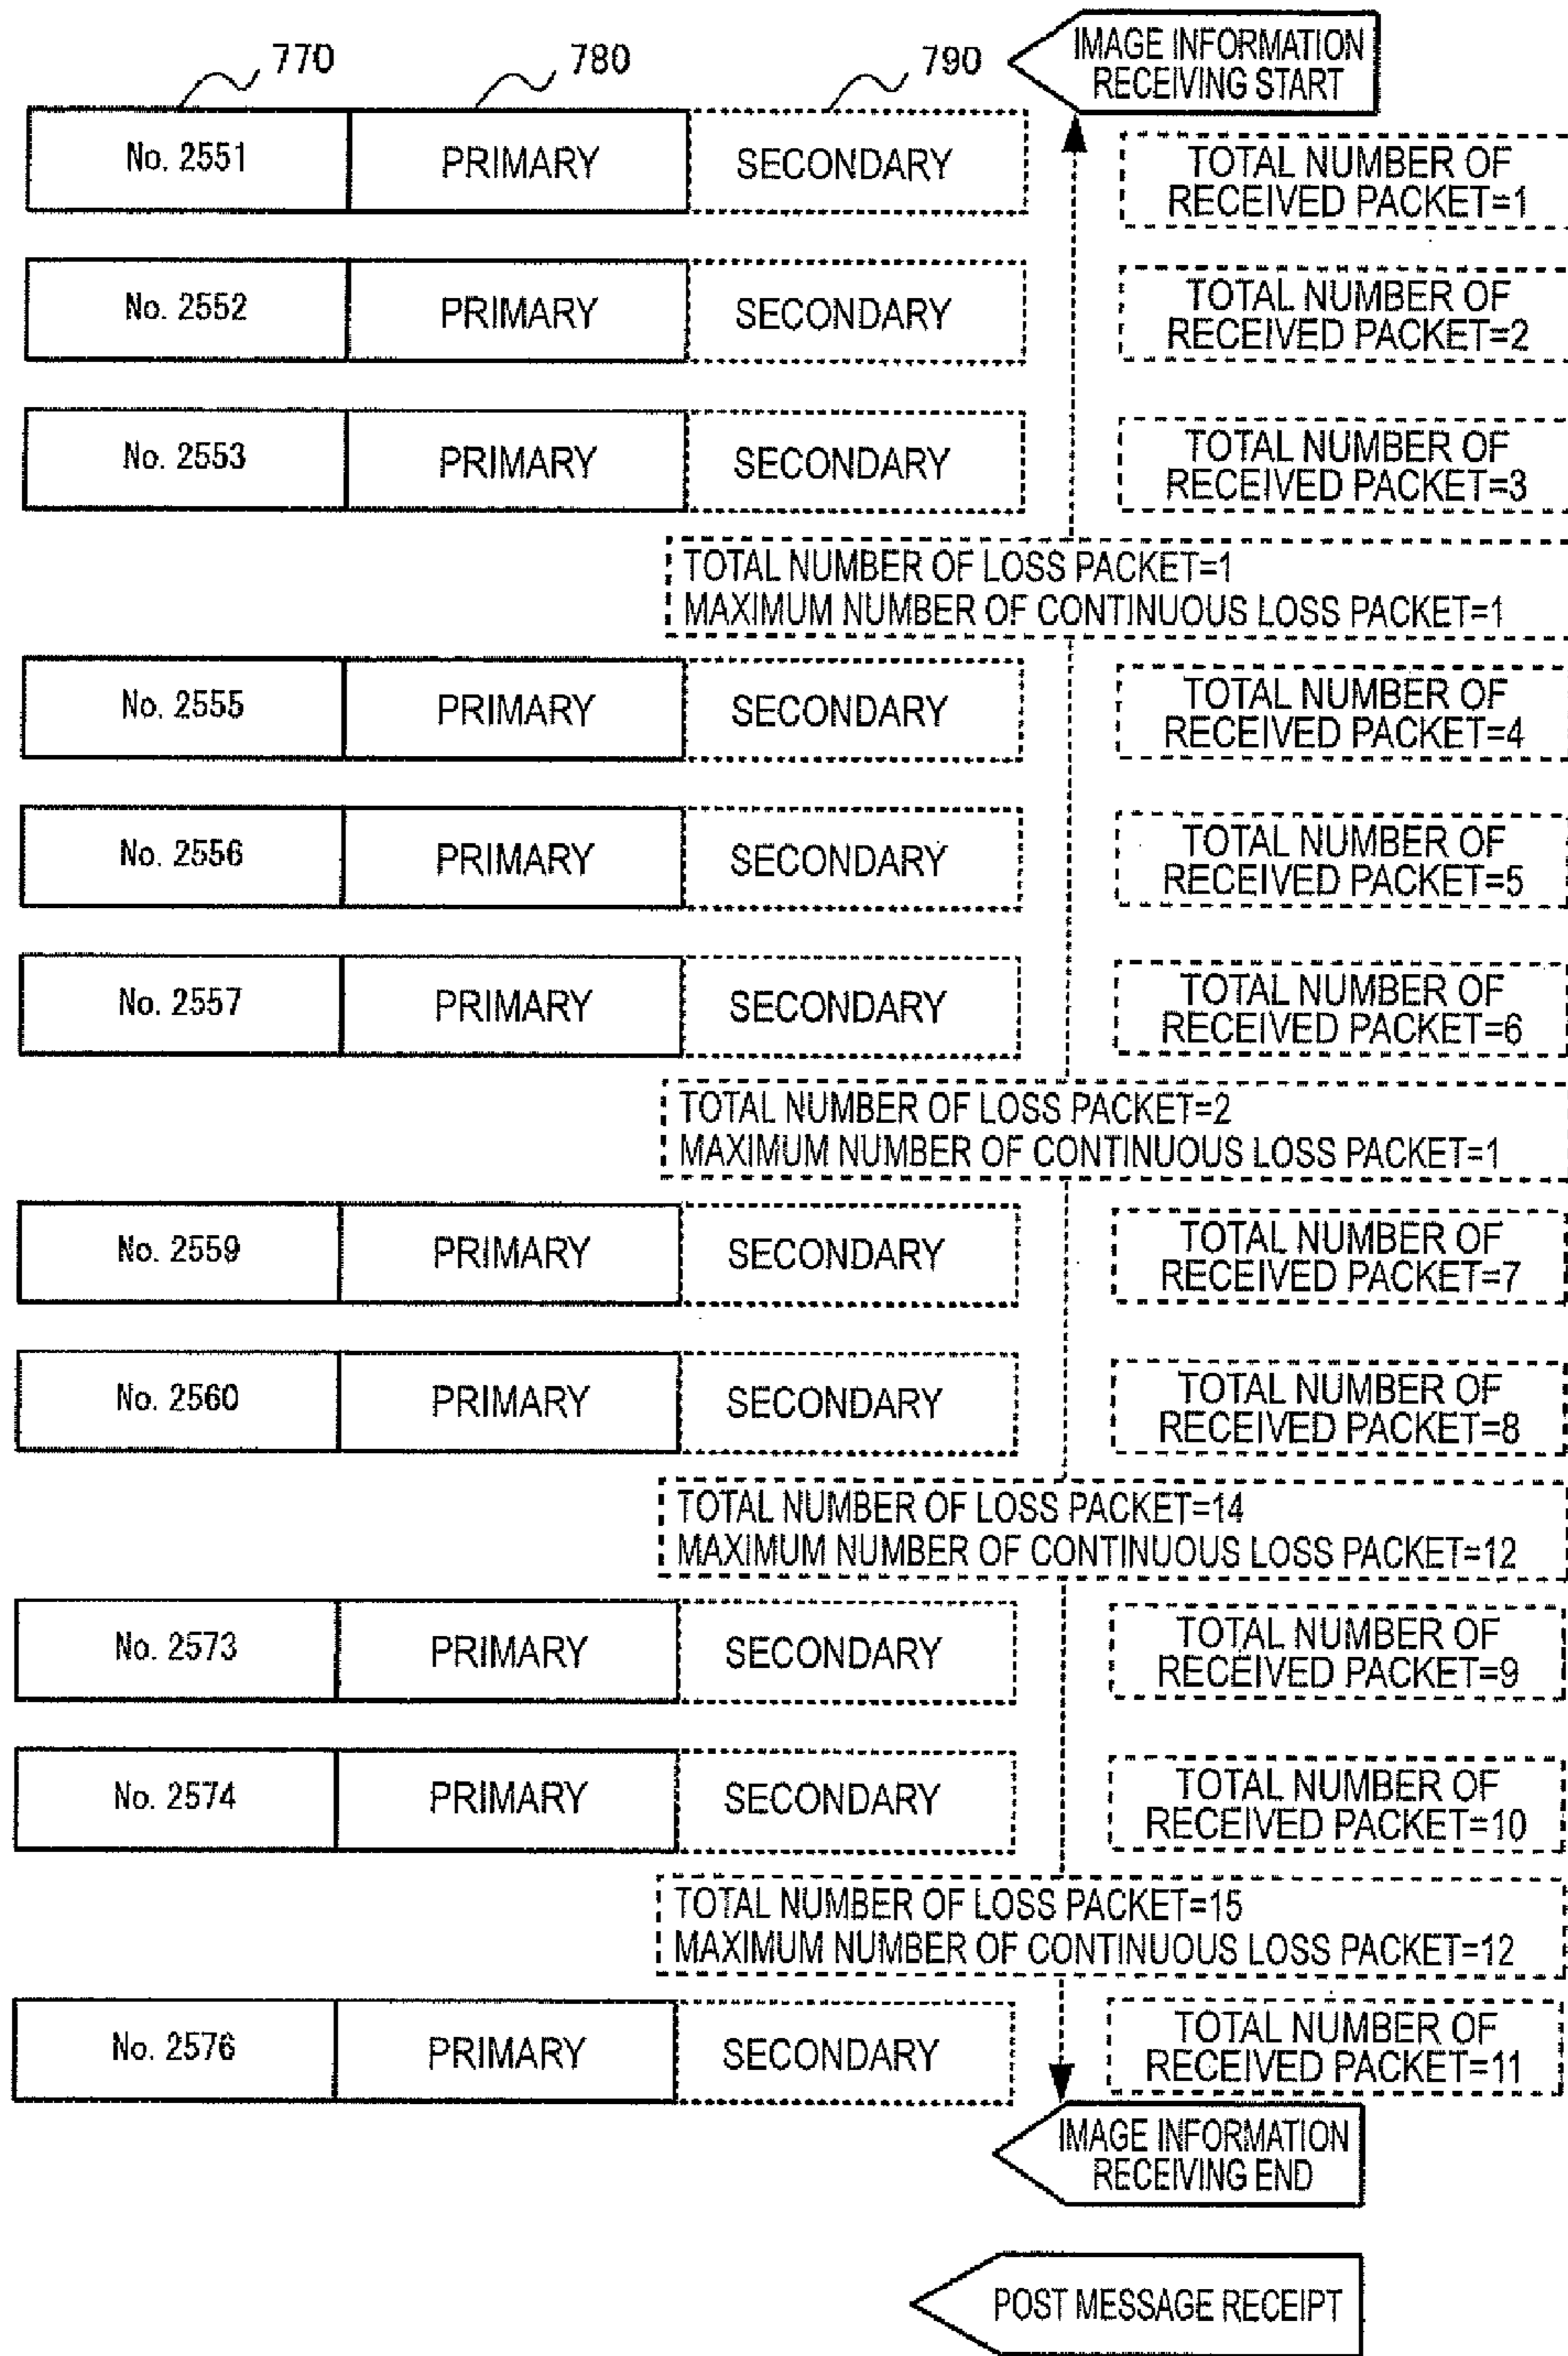 770
780
790
IMAGE INFORMATION
RECEIVING START
No. 2551
PRIMARY
SECONDARY
TOTAL NUMBER OF
RECEIVED PACKET=1
No. 2552
PRIMARY
SECONDARY
TOTAL NUMBER OF
RECEIVED PACKET=2
No. 2553
PRIMARY
SECONDARY
TOTAL NUMBER OF
RECEIVED PACKET=3
TOTAL NUMBER OF LOSS PACKET=1
MAXIMUM NUMBER OF CONTINUOUS LOSS PACKET=1
No. 2555
PRIMARY
SECONDARY
TOTAL NUMBER OF
RECEIVED PACKET=4
No. 2556
PRIMARY
SECONDARY
TOTAL NUMBER OF
RECEIVED PACKET=5
No. 2557
PRIMARY
SECONDARY
TOTAL NUMBER OF
RECEIVED PACKET=6
TOTAL NUMBER OF LOSS PACKET=2
MAXIMUM NUMBER OF CONTINUOUS LOSS PACKET=1
No. 2559
PRIMARY
SECONDARY
TOTAL NUMBER OF
RECEIVED PACKET=7
No. 2560
PRIMARY
SECONDARY
TOTAL NUMBER OF
RECEIVED PACKET=8
TOTAL NUMBER OF LOSS PACKET=14
MAXIMUM NUMBER OF CONTINUOUS LOSS PACKET=12
No. 2573
PRIMARY
SECONDARY
TOTAL NUMBER OF
RECEIVED PACKET=9
No. 2574
PRIMARY
SECONDARY
TOTAL NUMBER OF
RECEIVED PACKET=10
TOTAL NUMBER OF LOSS PACKET=15
MAXIMUM NUMBER OF CONTINUOUS LOSS PACKET=12
No. 2576
PRIMARY
SECONDARY
TOTAL NUMBER OF
RECEIVED PACKET=11
IMAGE INFORMATION
RECEIVING END
POST MESSAGE RECEIPT